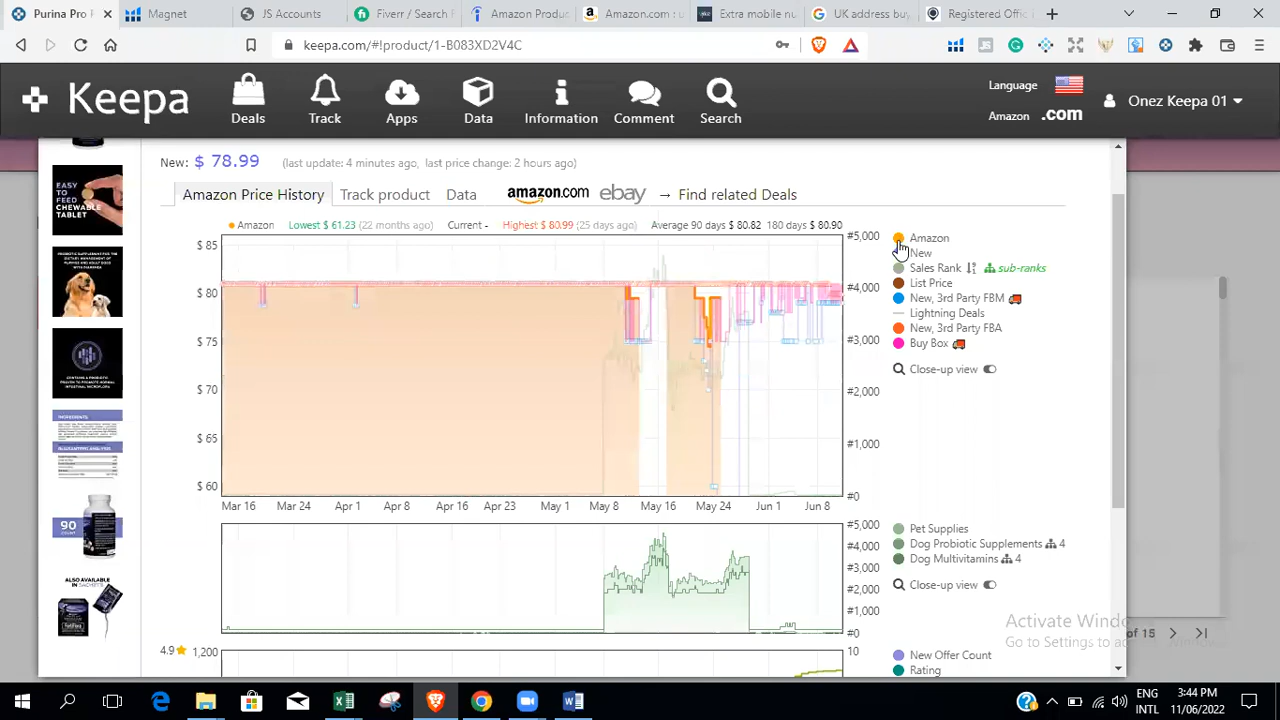 Purina Pro
Magnet
JS Accounts
Fiverr / Search F
Amazon Produ
Amazon.com : u
Extra mobile nu
UK address buy
Registered Offi
keepa.com/#!product/1-B083XD2V4C
Keepa
Deals
Track
Apps
Data
Information
Comment
Search
Language
Amazon .com
Onez Keepa 01
New: $ 78.99 (last update: 4 minutes ago, last price change: 2 hours ago)
Amazon Price History
Track product
Data
amazon.com
ebay
→ Find related Deals
Amazon Lowest $ 61.23 (22 months ago) Current - Highest $ 80.99 (25 days ago) Average 90 days $ 80.82 180 days $ 80.90
$ 85
$ 80
$ 75
$ 70
$ 65
$ 60
#5,000
#4,000
#3,000
#2,000
#1,000
#0
Mar 16
Mar 24
Apr 1
Apr 8
Apr 16
Apr 23
May 1
May 8
May 16
May 24
Jun 1
Jun 8
Amazon
New
Sales Rank
sub-ranks
List Price
New, 3rd Party FBM
Lightning Deals
New, 3rd Party FBA
Buy Box
Close-up view
#5,000
#4,000
#3,000
#2,000
#1,000
#0
Pet Supplies
Dog Probiotic Supplements 4
Dog Multivitamins 4
Close-up view
4.9
1,200
10
New Offer Count
Rating
EASY
TO
FEED
CHEWABLE
TABLET
INGREDIENTS:
GUARANTEED ANALYSIS:
90
COUNT
ALSO AVAILABLE
IN SACHETS
of 15
ENG
INTL
3:44 PM
11/06/2022